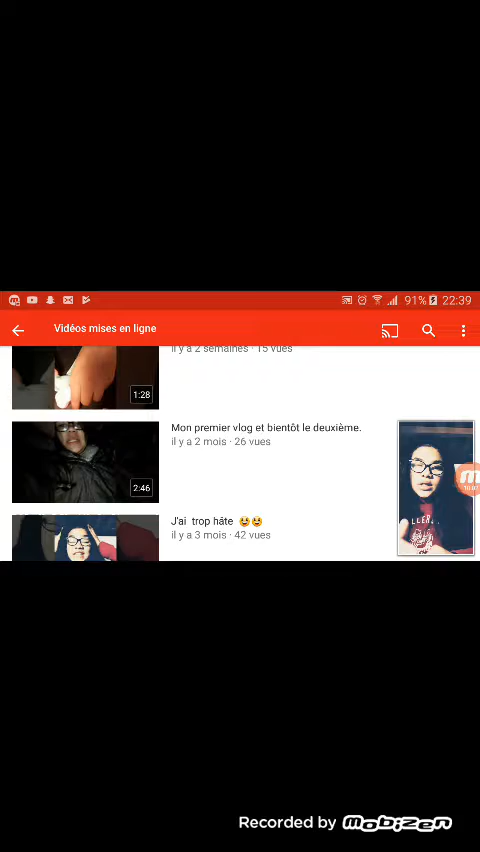 91% 22:39
Vidéos mises en ligne
il y a 2 semaines · 15 vues
1:28
Mon premier vlog et bientôt le deuxième.
il y a 2 mois · 26 vues
2:46
J'ai trop hâte 😆😆
il y a 3 mois · 42 vues
Recorded by mobizen